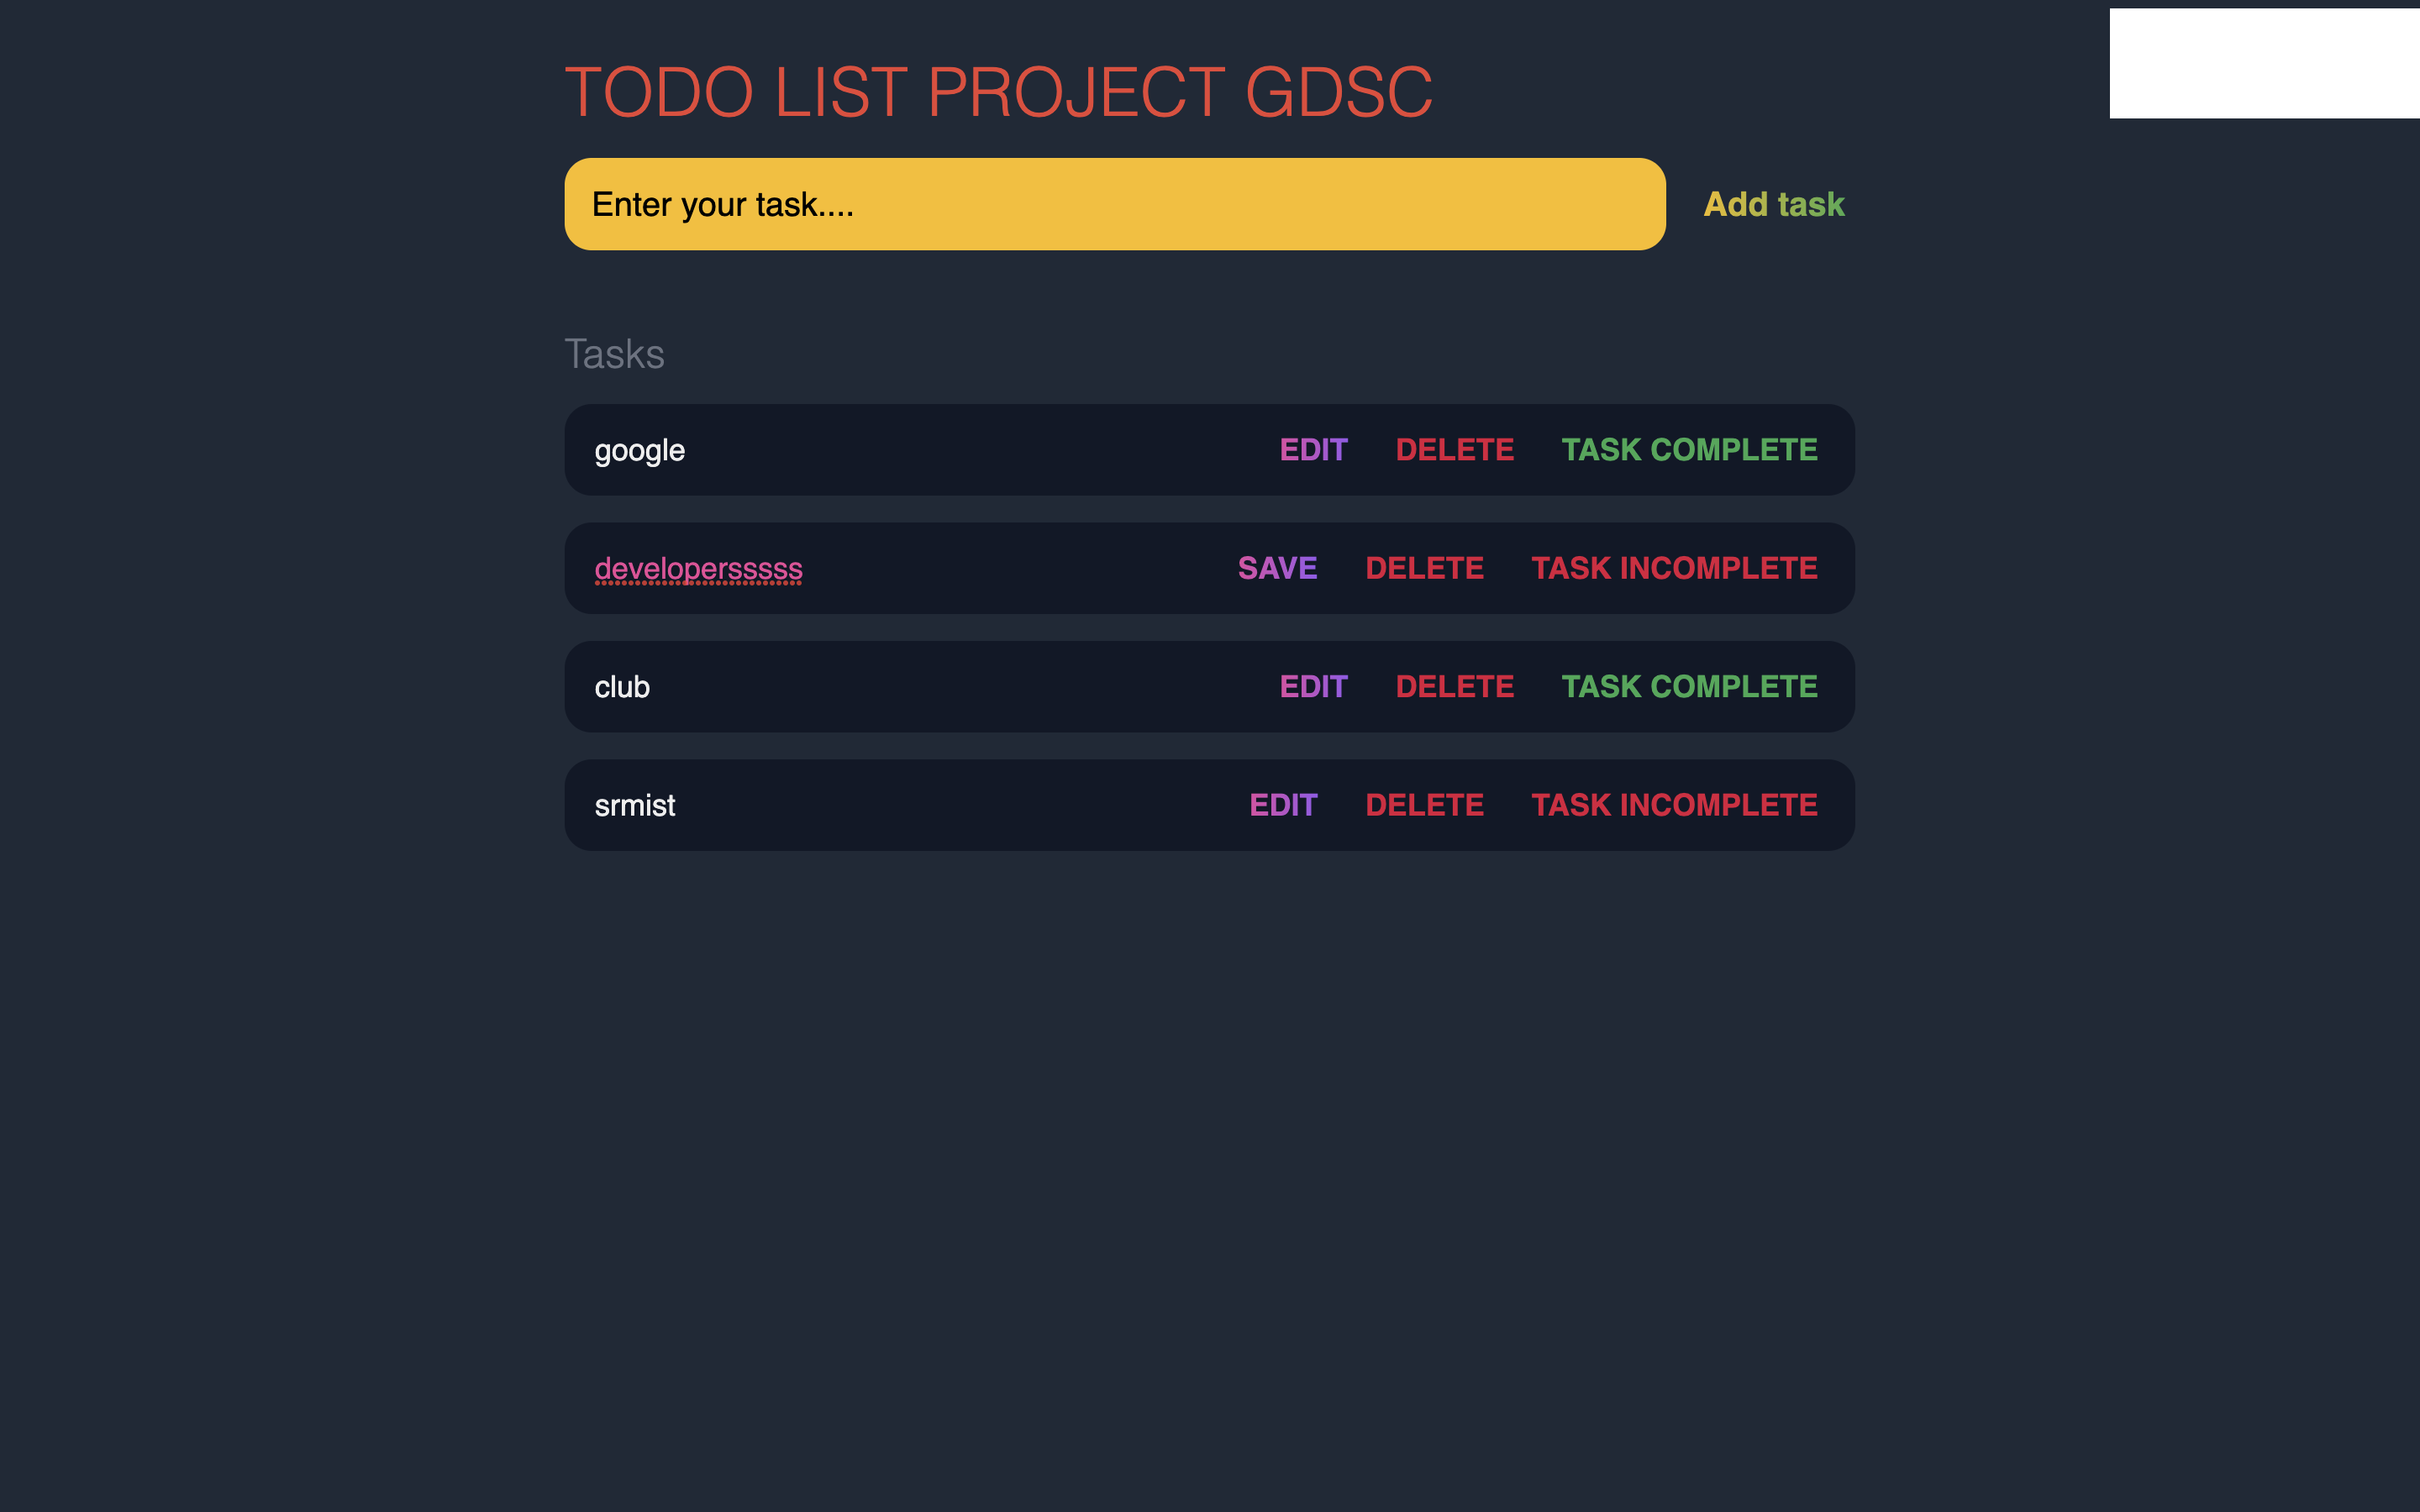 TODO LIST PROJECT GDSC
Enter your task.... Add task
Tasks
google EDIT DELETE TASK COMPLETE
developersssss SAVE DELETE TASK INCOMPLETE
club EDIT DELETE TASK COMPLETE
srmist EDIT DELETE TASK INCOMPLETE